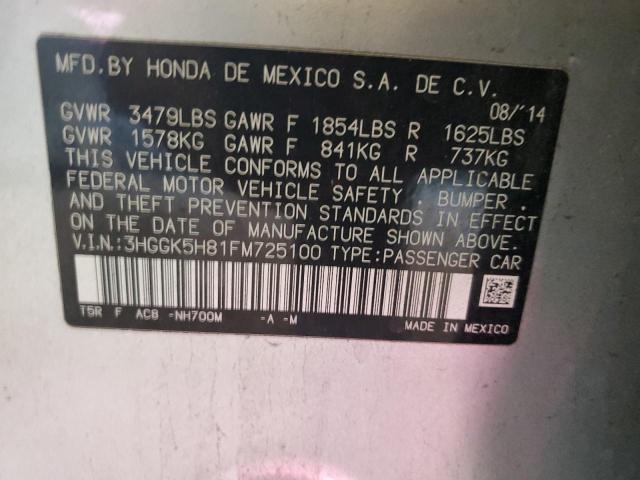 MFD.BY HONDA DE MEXICO S.A. DE C.V.
08/'14
GVWR 3479LBS GAWR F 1854LBS R 1625LBS
GVWR 1578KG GAWR F 841KG R 737KG
THIS VEHICLE CONFORMS TO ALL APPLICABLE
FEDERAL MOTOR VEHICLE SAFETY , BUMPER ,
AND THEFT PREVENTION STANDARDS IN EFFECT
ON THE DATE OF MANUFACTURE SHOWN ABOVE.
V.I.N.:3HGGK5H81FM725100 TYPE:PASSENGER CAR
T5R F AC8 -NH700M -A -M
MADE IN MEXICO